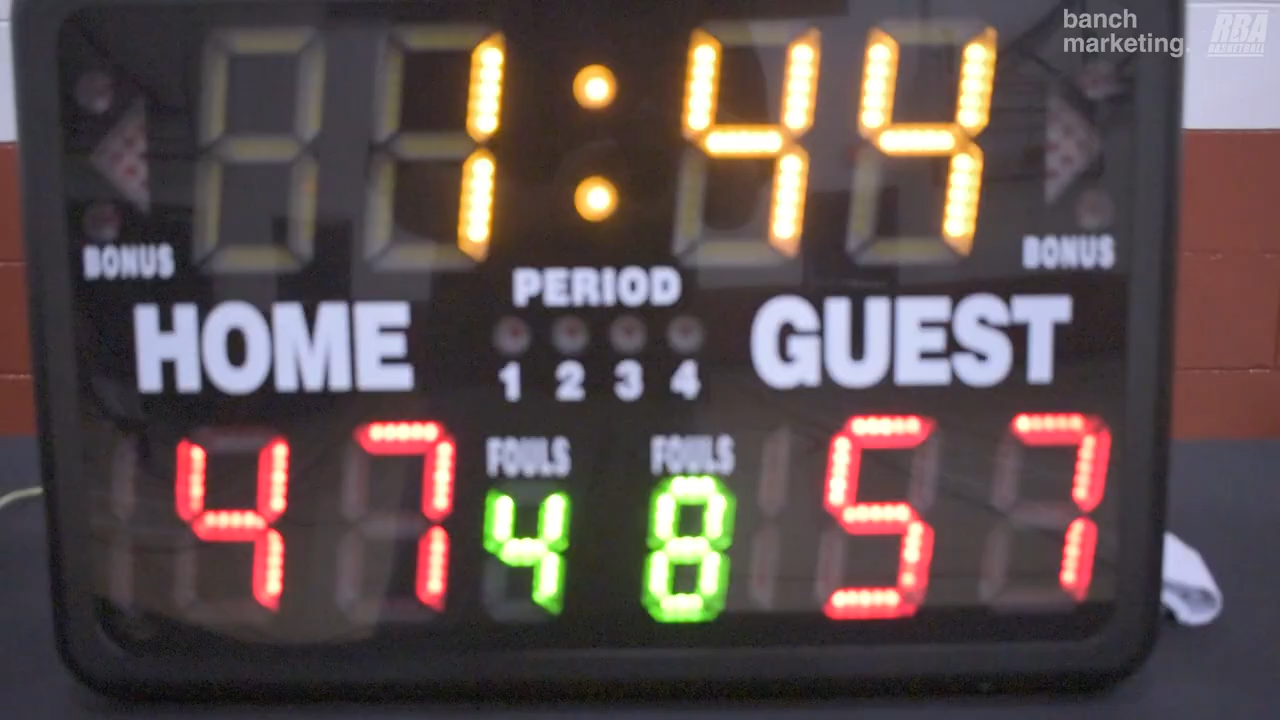 banch
marketing.
RBA
BASKETBALL
1:44
BONUS
BONUS
PERIOD
HOME
GUEST
1 2 3 4
FOULS
FOULS
47
4
8
57